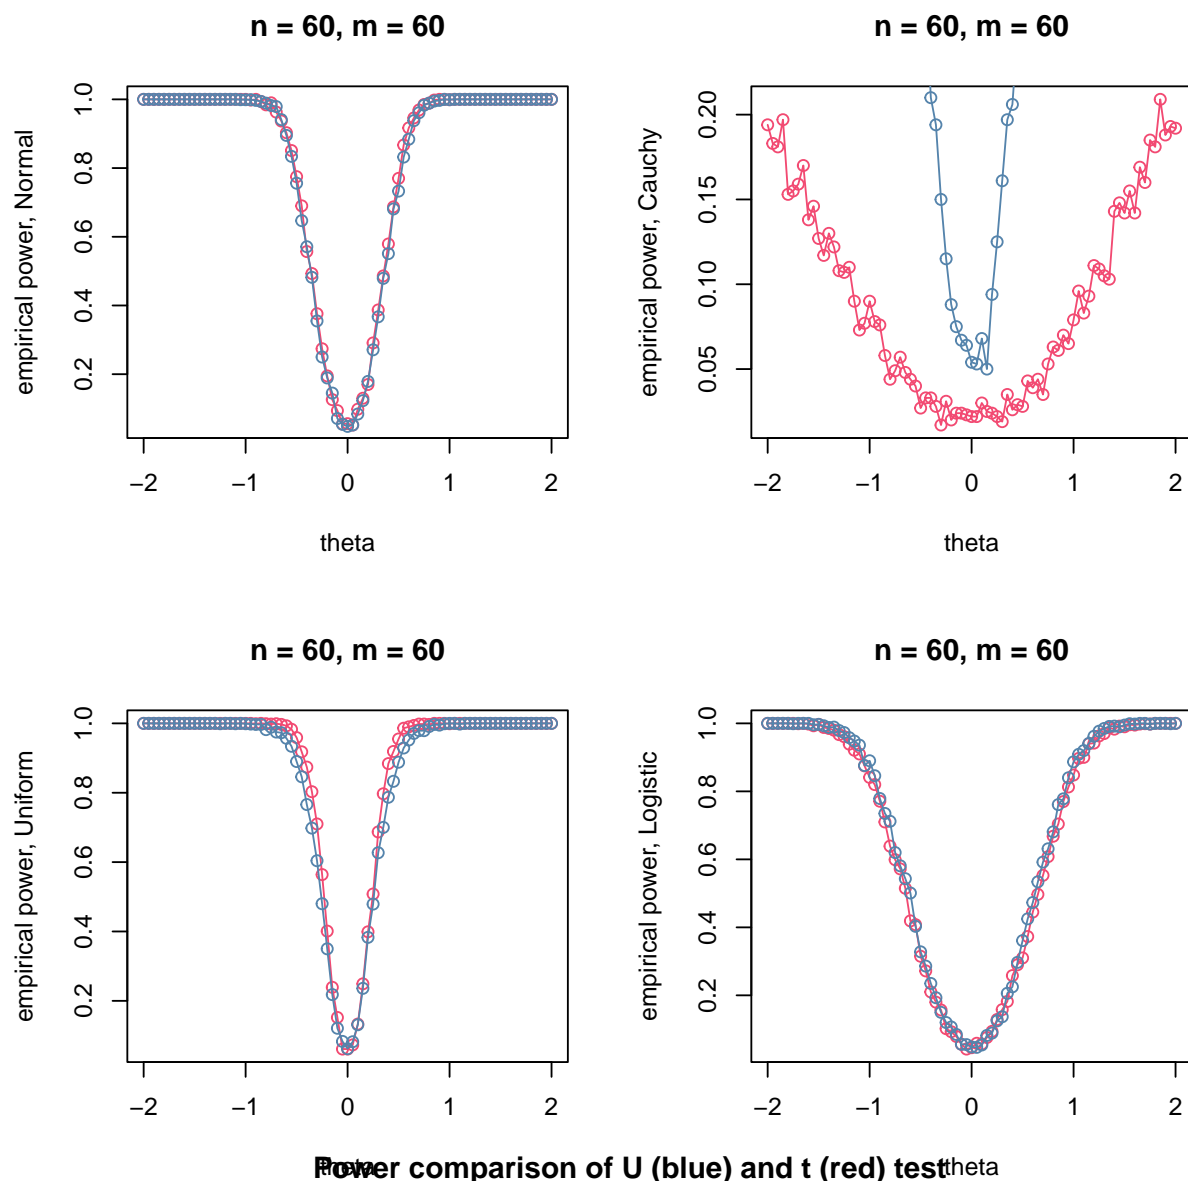 n = 60, m = 60
empirical power, Normal
1.0
0.8
0.6
0.4
0.2
−2 −1 0 1 2
theta
n = 60, m = 60
empirical power, Cauchy
0.20
0.15
0.10
0.05
−2 −1 0 1 2
theta
n = 60, m = 60
empirical power, Uniform
1.0
0.8
0.6
0.4
0.2
−2 −1 0 1 2
theta
n = 60, m = 60
empirical power, Logistic
1.0
0.8
0.6
0.4
0.2
−2 −1 0 1 2
theta
Power comparison of U (blue) and t (red) test